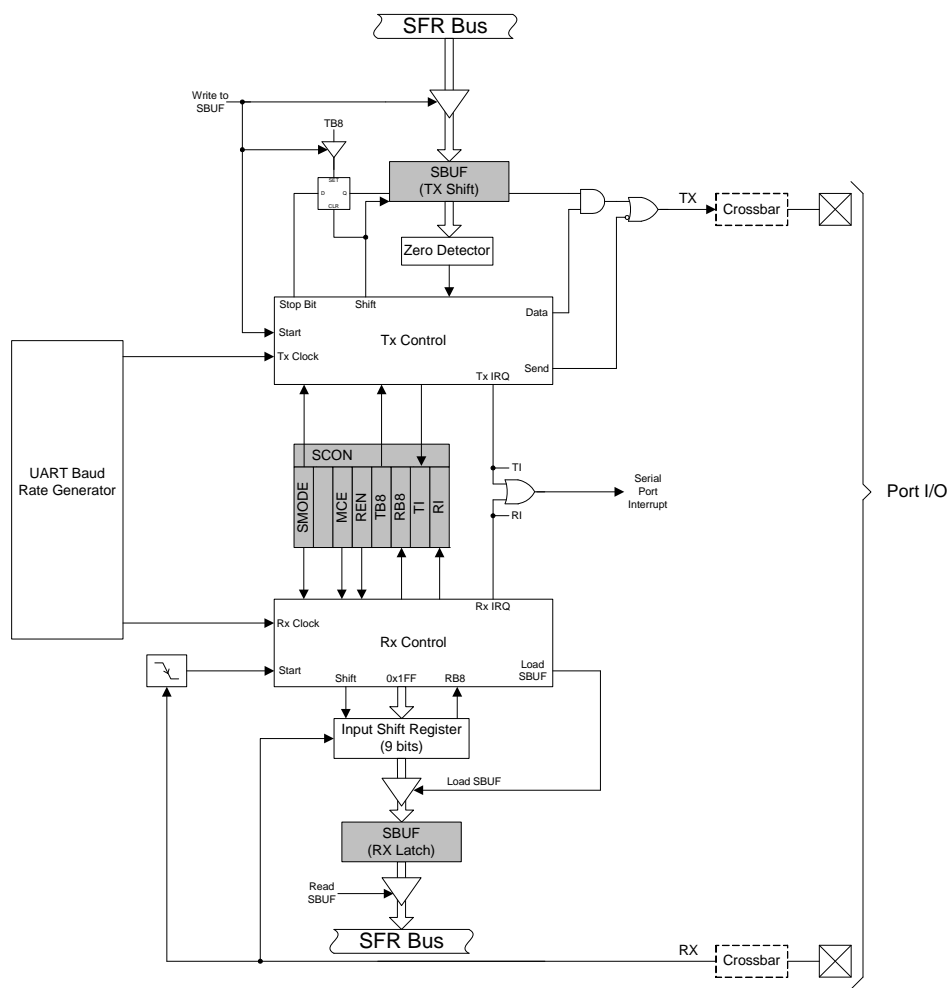 SFR Bus
Write to
SBUF
TB8
SET
D
Q
CLR
SBUF
(TX Shift)
TX
Crossbar
Zero Detector
Stop Bit
Shift
Data
Start
Tx Control
Tx Clock
Send
Tx IRQ
UART Baud
Rate Generator
SCON
SMODE
MCE
REN
TB8
RB8
TI
RI
TI
RI
Serial
Port
Interrupt
Port I/O
Rx IRQ
Rx Clock
Rx Control
Start
Load
SBUF
Shift
0x1FF
RB8
Input Shift Register
(9 bits)
Load SBUF
SBUF
(RX Latch)
Read
SBUF
SFR Bus
RX
Crossbar